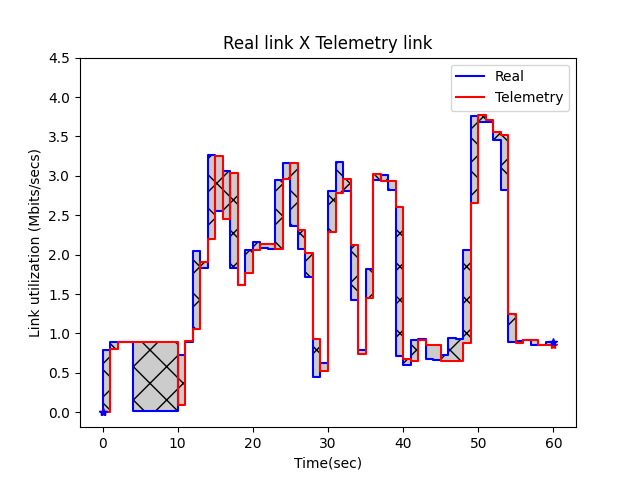 Real link X Telemetry link
Real
Telemetry
Link utilization (Mbits/secs)
4.5
4.0
3.5
3.0
2.5
2.0
1.5
1.0
0.5
0.0
0 10 20 30 40 50 60
Time(sec)